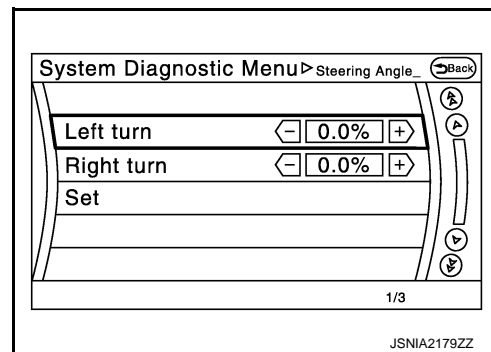 System Diagnostic Menu ▷ Steering Angle_ Back
Left turn - 0.0% +
Right turn - 0.0% +
Set
1/3
JSNIA2179ZZ